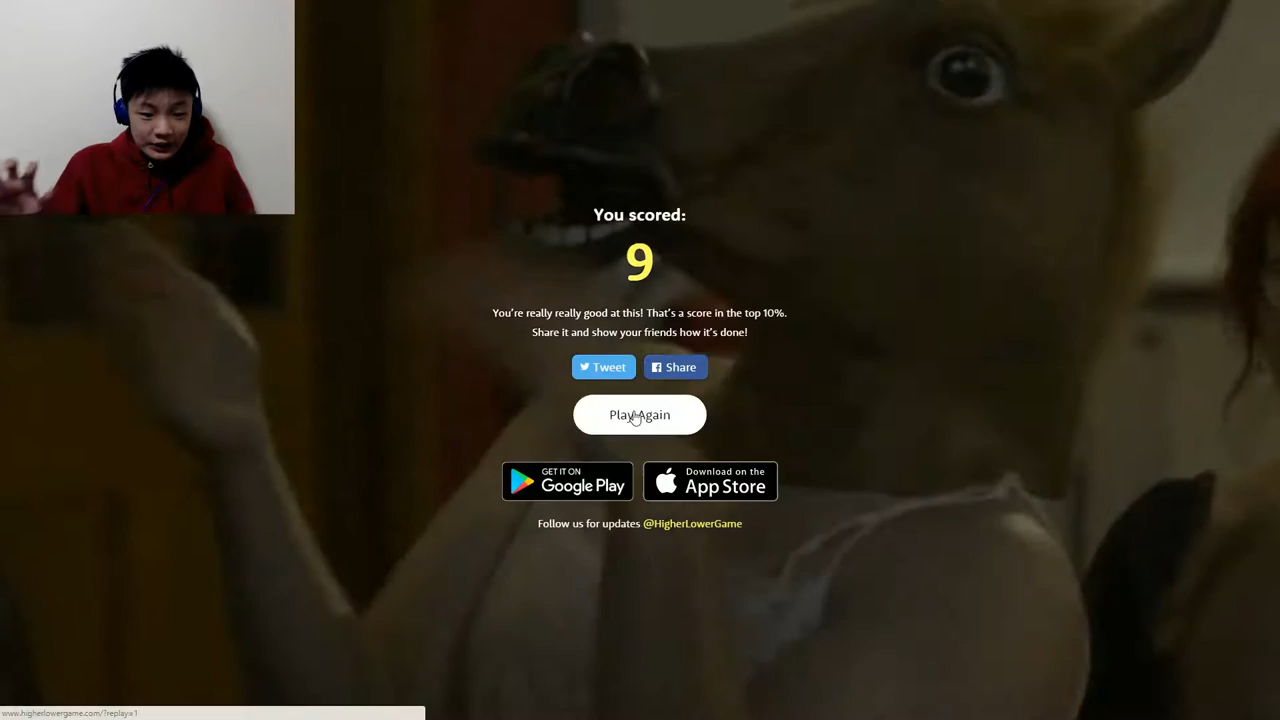 You scored:
9
You're really really good at this! That's a score in the top 10%.
Share it and show your friends how it's done!
Tweet
Share
Play Again
GET IT ON
Google Play
Download on the
App Store
Follow us for updates @HigherLowerGame
www.higherlowergame.com/?replay=1